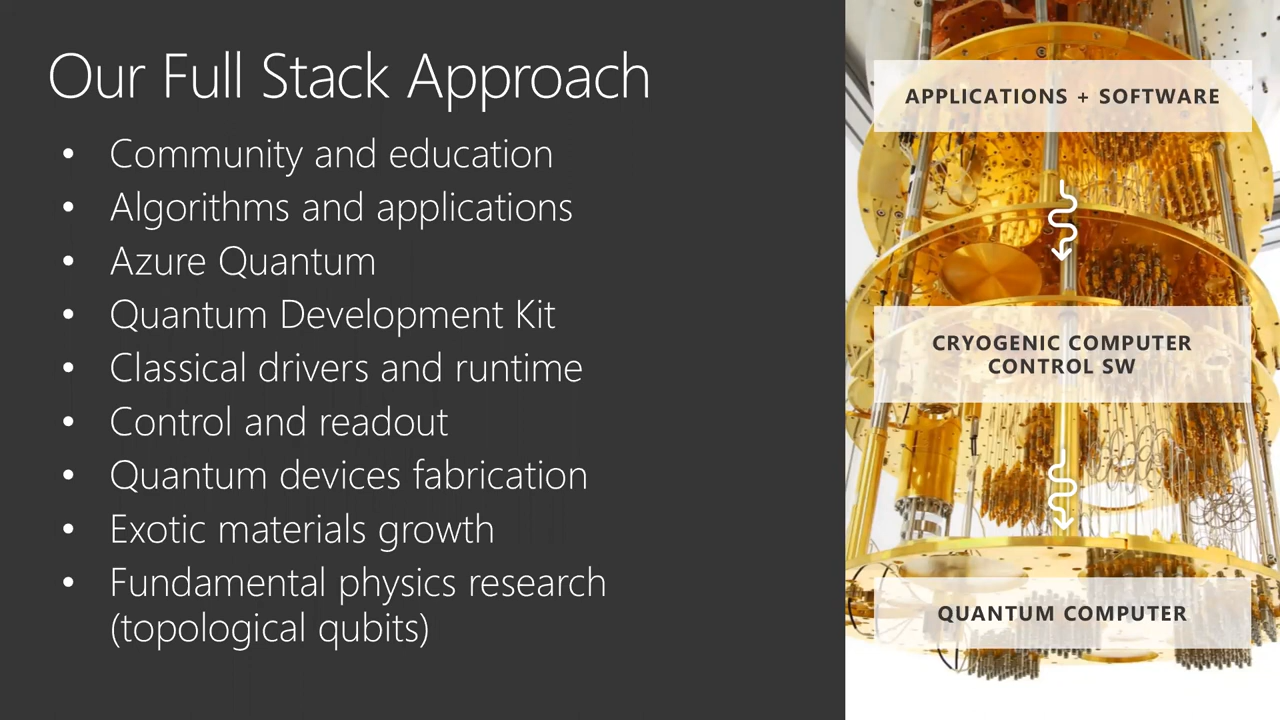 Our Full Stack Approach
• Community and education
• Algorithms and applications
• Azure Quantum
• Quantum Development Kit
• Classical drivers and runtime
• Control and readout
• Quantum devices fabrication
• Exotic materials growth
• Fundamental physics research
(topological qubits)
APPLICATIONS + SOFTWARE
CRYOGENIC COMPUTER
CONTROL SW
QUANTUM COMPUTER